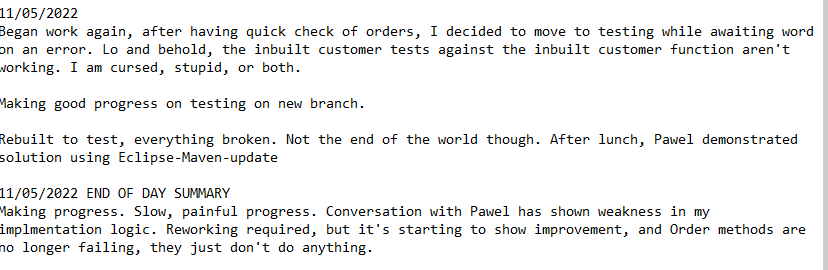 11/05/2022
Began work again, after having quick check of orders, I decided to move to testing while awaiting word
on an error. Lo and behold, the inbuilt customer tests against the inbuilt customer function aren't
working. I am cursed, stupid, or both.
Making good progress on testing on new branch.
Rebuilt to test, everything broken. Not the end of the world though. After lunch, Pawel demonstrated
solution using Eclipse-Maven-update
11/05/2022 END OF DAY SUMMARY
Making progress. Slow, painful progress. Conversation with Pawel has shown weakness in my
implmentation logic. Reworking required, but it's starting to show improvement, and Order methods are
no longer failing, they just don't do anything.